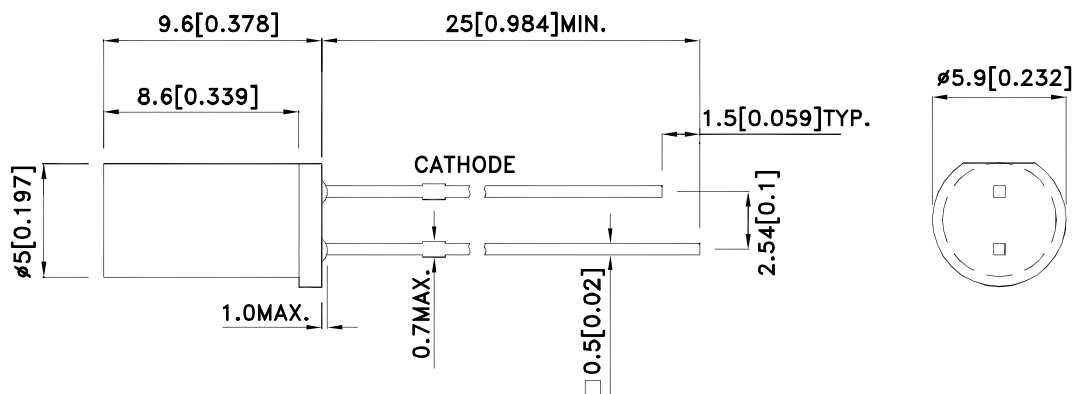 9.6[0.378]
25[0.984]MIN.
8.6[0.339]
ø5.9[0.232]
1.5[0.059]TYP.
CATHODE
ø5[0.197]
2.54[0.1]
1.0MAX.
0.7MAX.
□0.5[0.02]